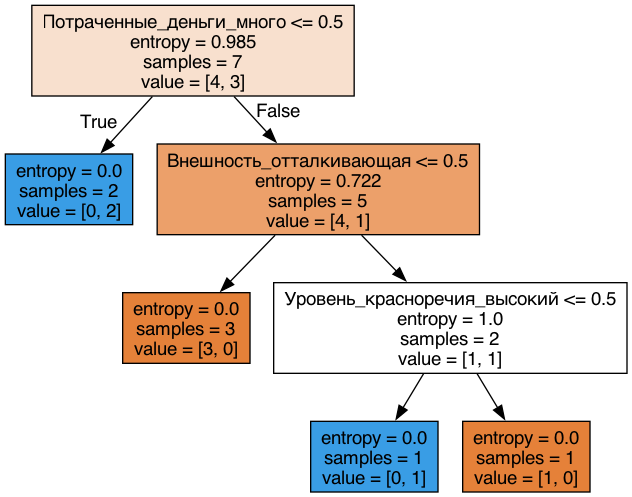 Потраченные_деньги_много <= 0.5
entropy = 0.985
samples = 7
value = [4, 3]
True
False
entropy = 0.0
samples = 2
value = [0, 2]
Внешность_отталкивающая <= 0.5
entropy = 0.722
samples = 5
value = [4, 1]
entropy = 0.0
samples = 3
value = [3, 0]
Уровень_красноречия_высокий <= 0.5
entropy = 1.0
samples = 2
value = [1, 1]
entropy = 0.0
samples = 1
value = [0, 1]
entropy = 0.0
samples = 1
value = [1, 0]